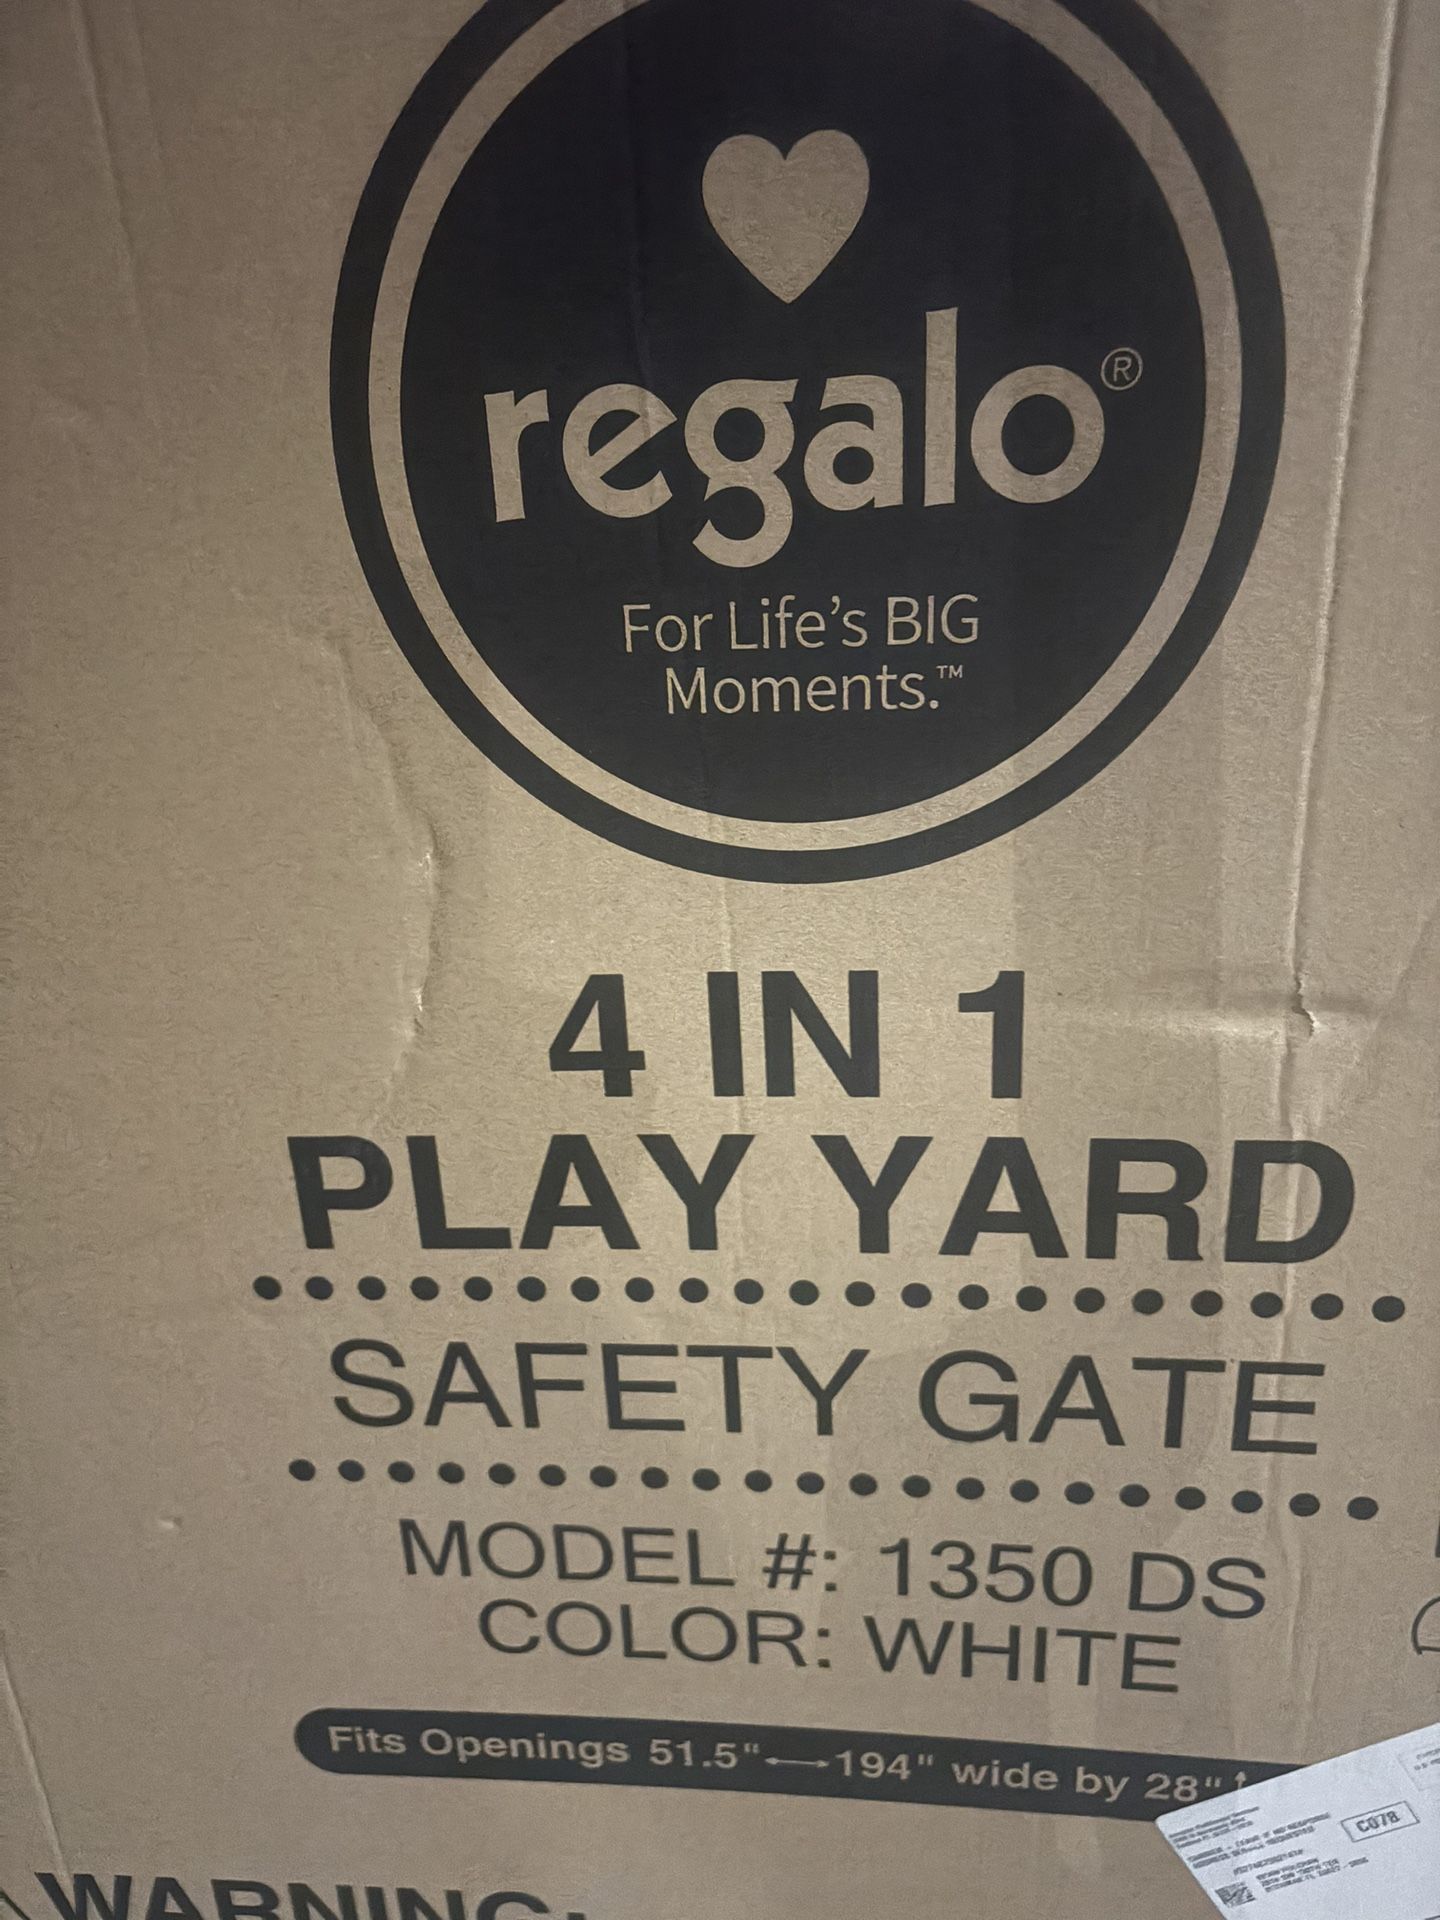 regalo®
For Life's BIG
Moments.™
4 IN 1
PLAY YARD
SAFETY GATE
MODEL #: 1350 DS
COLOR: WHITE
Fits Openings 51.5"⟷194" wide by 28"
C078
WARNING: